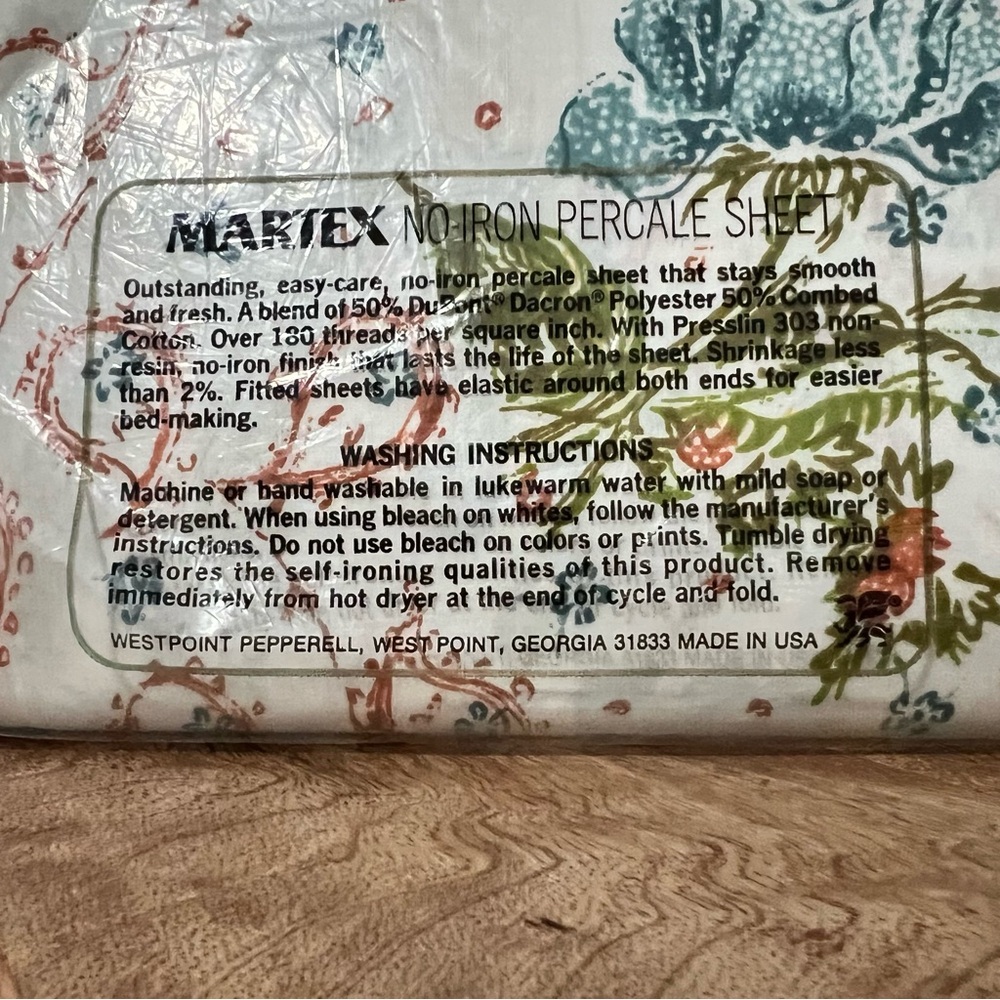 MARTEX NO-IRON PERCALE SHEET
Outstanding, easy-care, no-iron percale sheet that stays smooth
and fresh. A blend of 50% DuPont® Dacron® Polyester 50% Combed
Cotton. Over 180 threads per square inch. With Presslin 303 non-
resin, no-iron finish that lasts the life of the sheet. Shrinkage less
than 2%. Fitted sheets have elastic around both ends for easier
bed-making.
WASHING INSTRUCTIONS
Machine or hand washable in lukewarm water with mild soap or
detergent. When using bleach on whites, follow the manufacturer's
instructions. Do not use bleach on colors or prints. Tumble drying
restores the self-ironing qualities of this product. Remove
immediately from hot dryer at the end of cycle and fold.
WESTPOINT PEPPERELL, WEST POINT, GEORGIA 31833 MADE IN USA